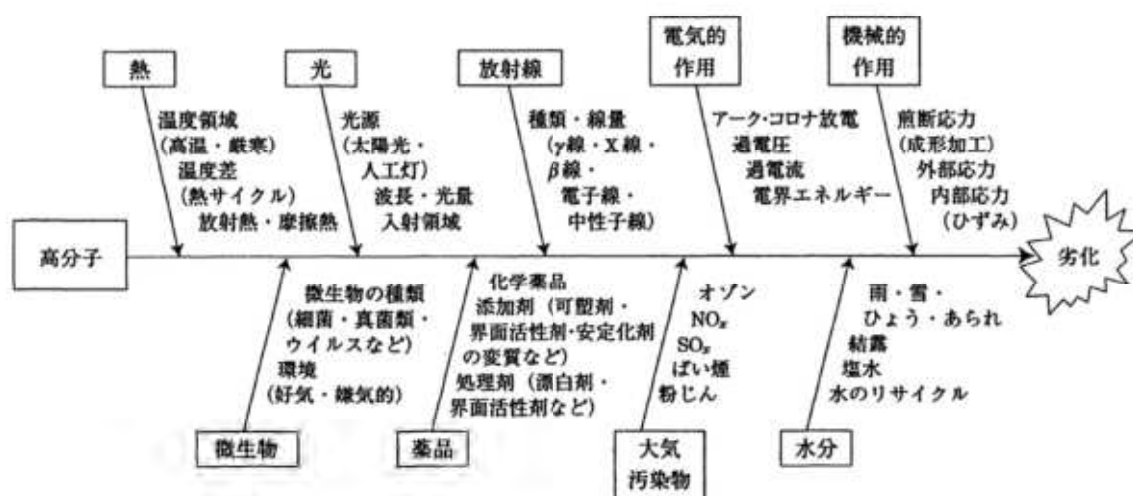 熱
温度領域
(高温・厳寒)
温度差
(熱サイクル)
放射熱・摩擦熱
光
光源
(太陽光・
人工灯)
波長・光量
入射領域
放射線
種類・線量
(γ線・X線・
β線・
電子線・
中性子線)
電気的
作用
アーク・コロナ放電
過電圧
過電流
電界エネルギー
機械的
作用
煎断応力
(成形加工)
外部応力
内部応力
(ひずみ)
高分子
劣化
微生物の種類
(細菌・真菌類・
ウイルスなど)
環境
(好気・嫌気的)
微生物
化学薬品
添加剤(可塑剤・
界面活性剤・安定化剤
の変質など)
処理剤(漂白剤・
界面活性剤など)
薬品
オゾン
NOx
SOx
ばい煙
粉じん
大気
汚染物
雨・雪・
ひょう・あられ
結露
塩水
水のリサイクル
水分